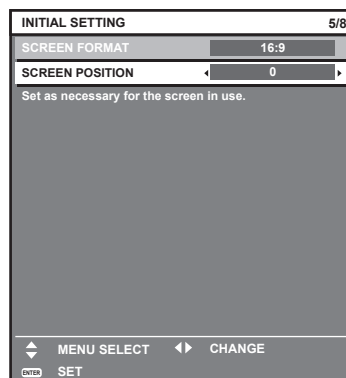 INITIAL SETTING 5/8
SCREEN FORMAT 16:9
SCREEN POSITION 0
Set as necessary for the screen in use.
MENU SELECT CHANGE
ENTER SET